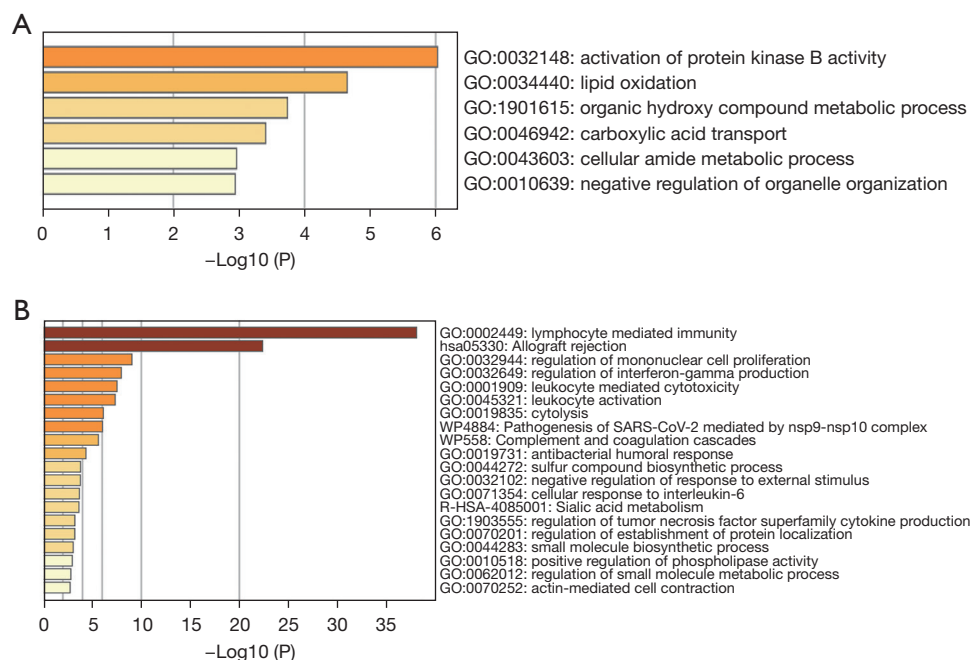 A
GO:0032148: activation of protein kinase B activity
GO:0034440: lipid oxidation
GO:1901615: organic hydroxy compound metabolic process
GO:0046942: carboxylic acid transport
GO:0043603: cellular amide metabolic process
GO:0010639: negative regulation of organelle organization
0 1 2 3 4 5 6
−Log10 (P)
B
GO:0002449: lymphocyte mediated immunity
hsa05330: Allograft rejection
GO:0032944: regulation of mononuclear cell proliferation
GO:0032649: regulation of interferon-gamma production
GO:0001909: leukocyte mediated cytotoxicity
GO:0045321: leukocyte activation
GO:0019835: cytolysis
WP4884: Pathogenesis of SARS-CoV-2 mediated by nsp9-nsp10 complex
WP558: Complement and coagulation cascades
GO:0019731: antibacterial humoral response
GO:0044272: sulfur compound biosynthetic process
GO:0032102: negative regulation of response to external stimulus
GO:0071354: cellular response to interleukin-6
R-HSA-4085001: Sialic acid metabolism
GO:1903555: regulation of tumor necrosis factor superfamily cytokine production
GO:0070201: regulation of establishment of protein localization
GO:0044283: small molecule biosynthetic process
GO:0010518: positive regulation of phospholipase activity
GO:0062012: regulation of small molecule metabolic process
GO:0070252: actin-mediated cell contraction
0 5 10 15 20 25 30 35
−Log10 (P)